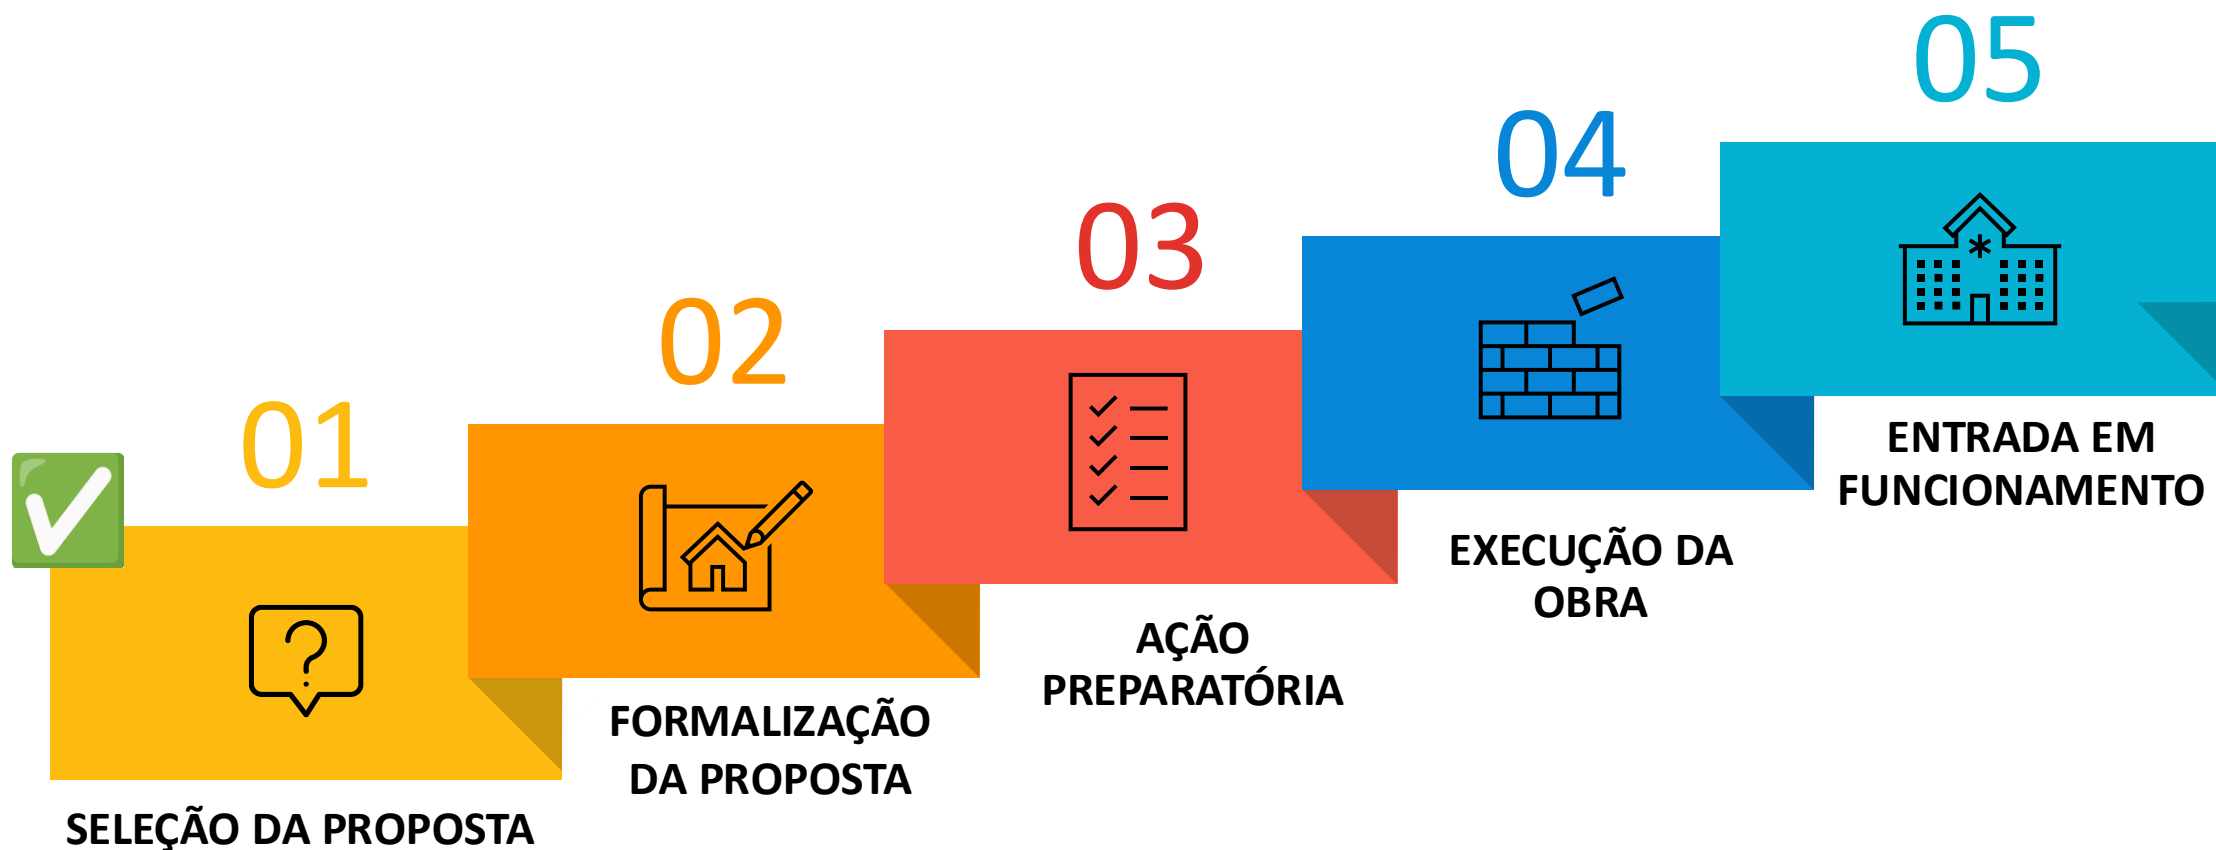 01
SELEÇÃO DA PROPOSTA
02
FORMALIZAÇÃO
DA PROPOSTA
03
AÇÃO
PREPARATÓRIA
04
EXECUÇÃO DA
OBRA
05
ENTRADA EM
FUNCIONAMENTO